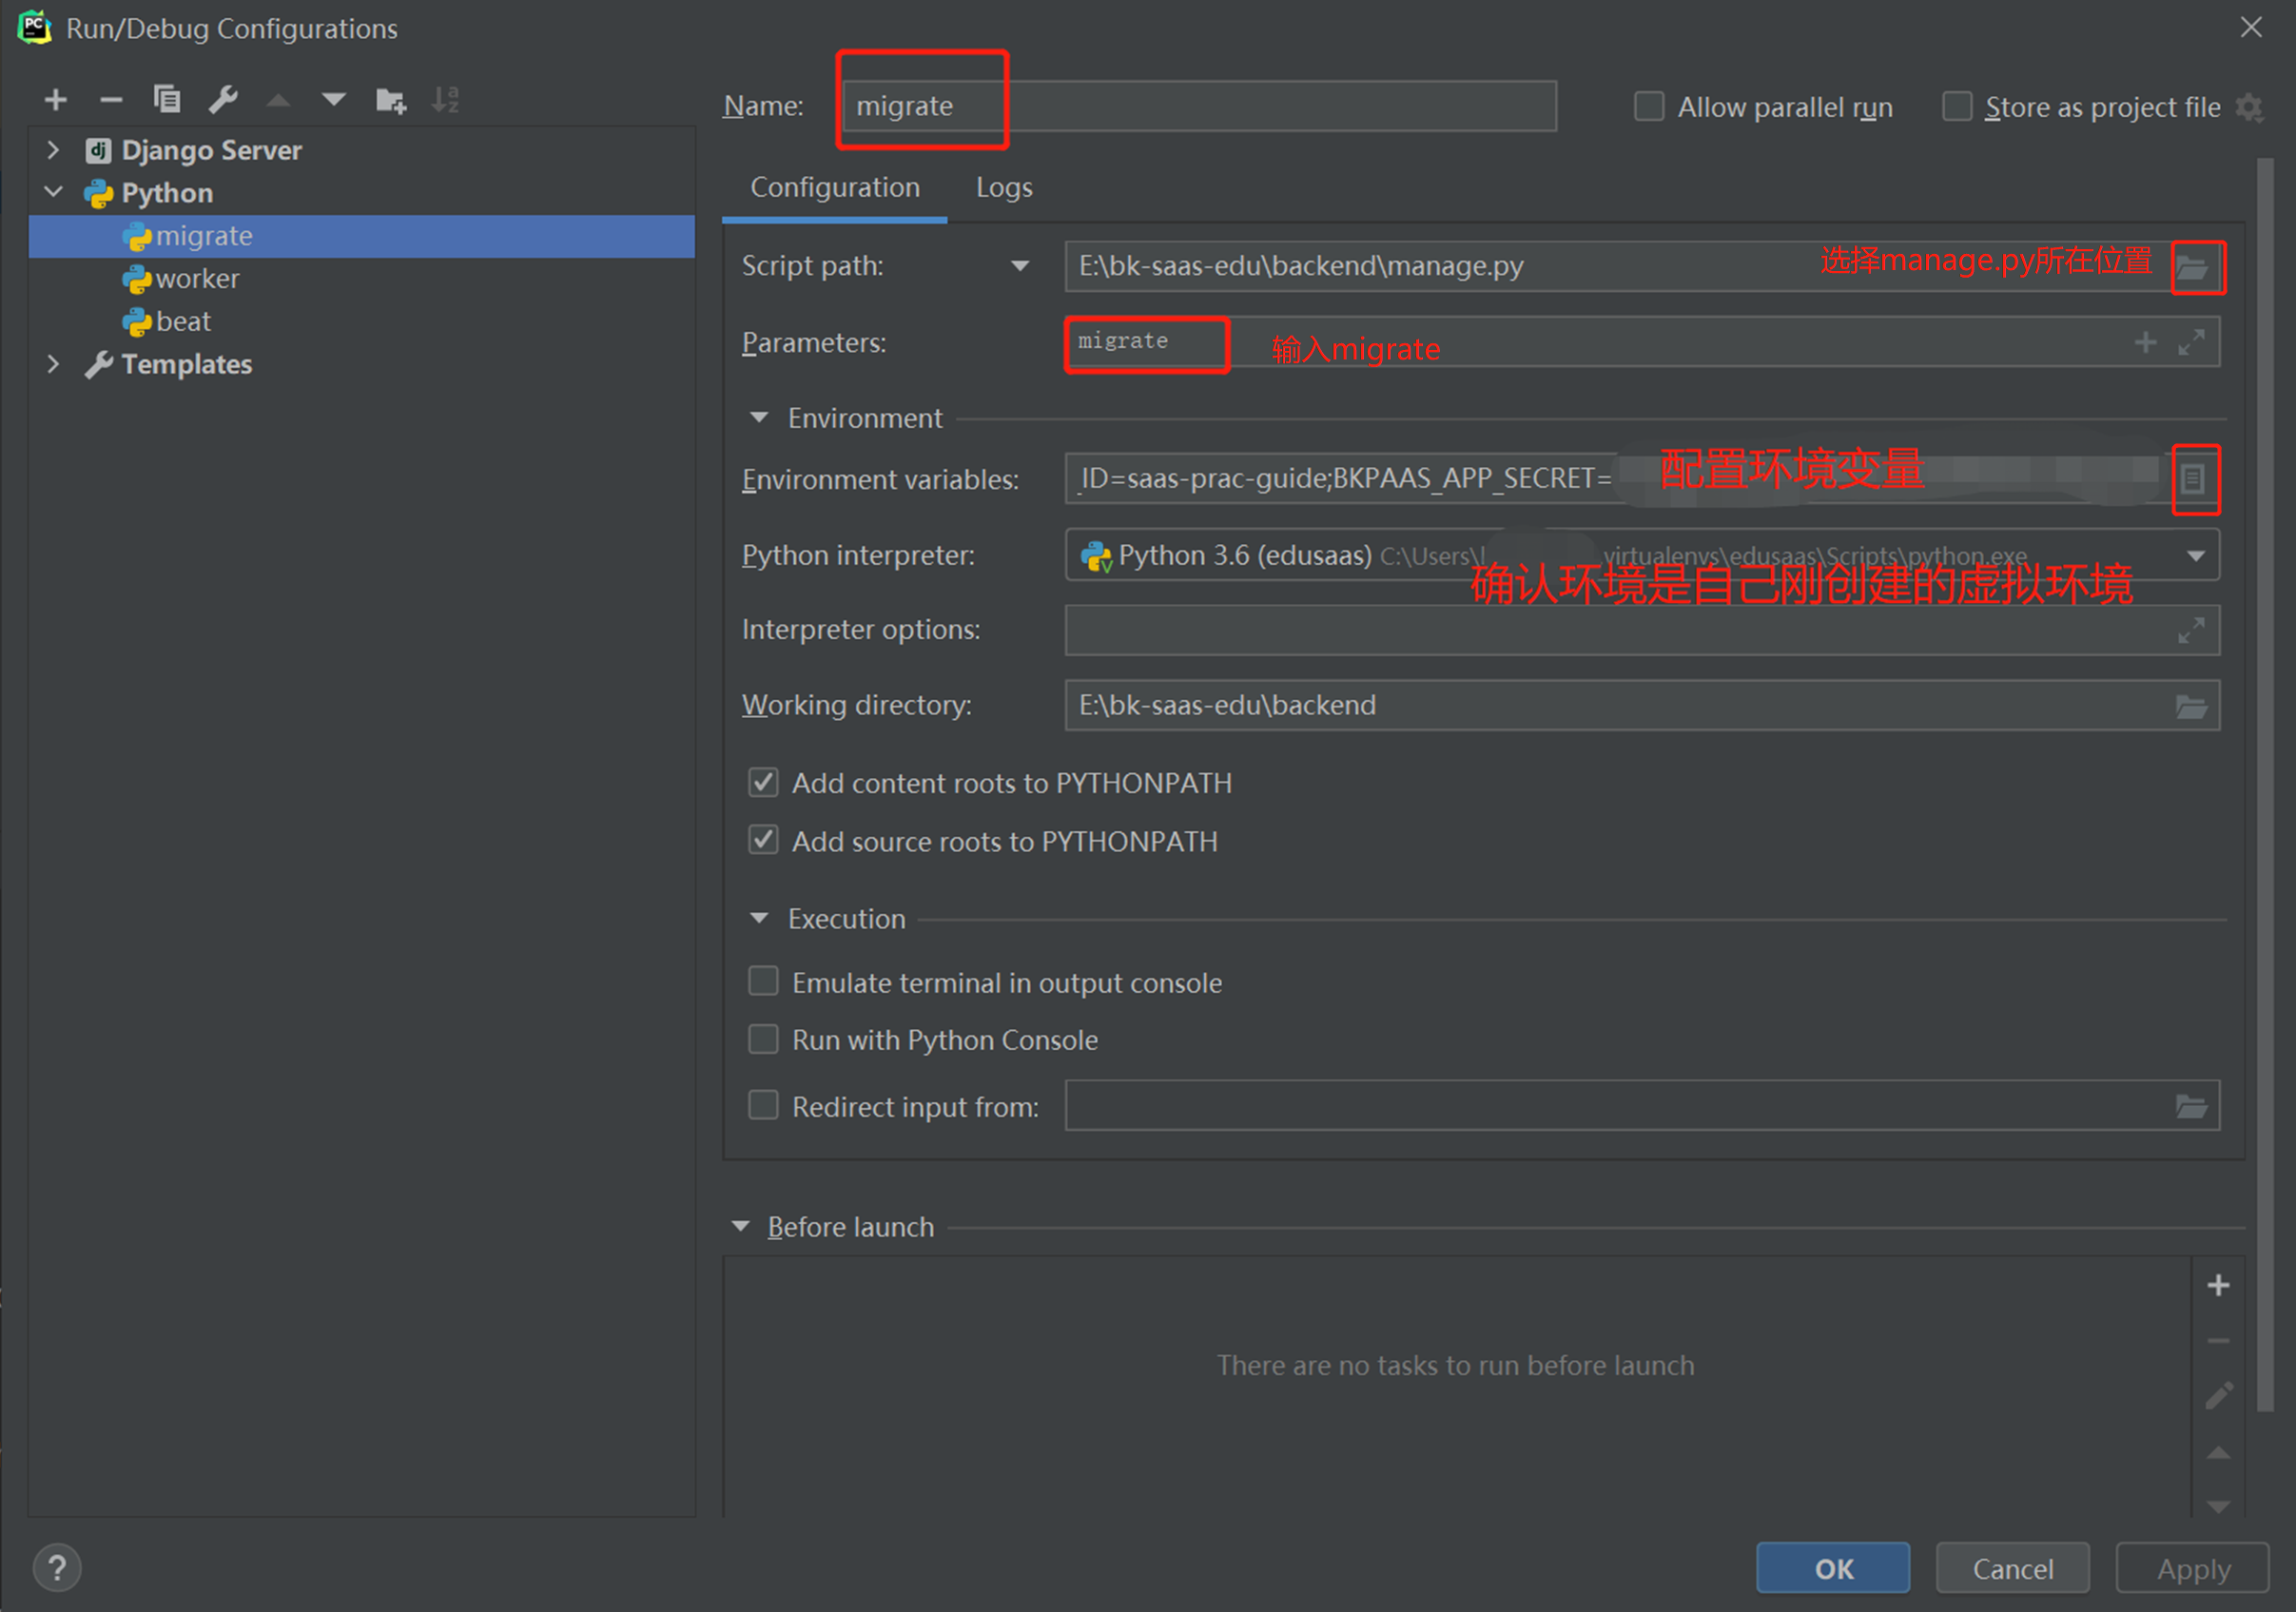 Run/Debug Configurations
Django Server
Python
migrate
worker
beat
Templates
Name: migrate
Allow parallel run
Store as project file
Configuration
Logs
Script path: E:\bk-saas-edu\backend\manage.py
选择manage.py所在位置
Parameters: migrate
输入migrate
Environment
Environment variables: _ID=saas-prac-guide;BKPAAS_APP_SECRET=
配置环境变量
Python interpreter: Python 3.6 (edusaas) C:\Users\ virtualenvs\edusaas\Scripts\python.exe
确认环境是自己刚创建的虚拟环境
Interpreter options:
Working directory: E:\bk-saas-edu\backend
Add content roots to PYTHONPATH
Add source roots to PYTHONPATH
Execution
Emulate terminal in output console
Run with Python Console
Redirect input from:
Before launch
There are no tasks to run before launch
?
OK
Cancel
Apply